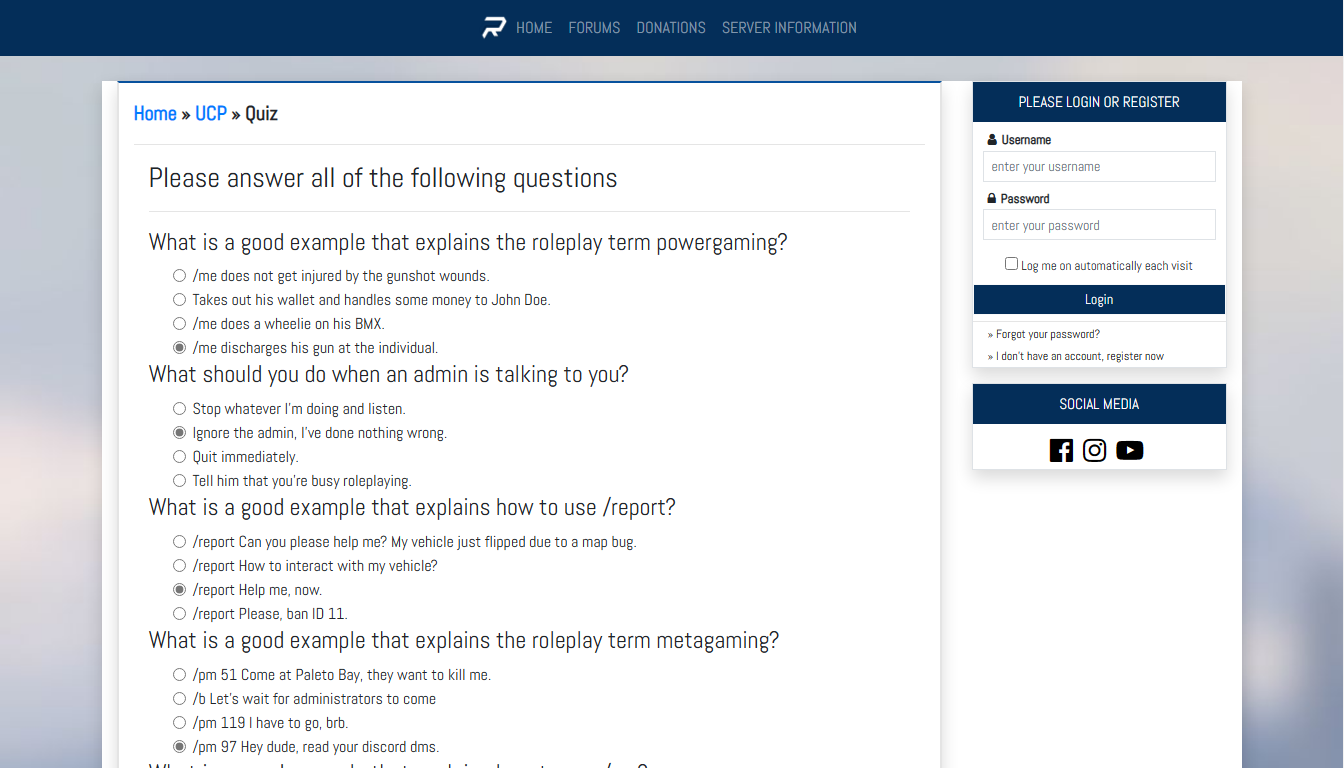 HOME FORUMS DONATIONS SERVER INFORMATION
Home » UCP » Quiz
Please answer all of the following questions
What is a good example that explains the roleplay term powergaming?
/me does not get injured by the gunshot wounds.
Takes out his wallet and handles some money to John Doe.
/me does a wheelie on his BMX.
/me discharges his gun at the individual.
What should you do when an admin is talking to you?
Stop whatever I'm doing and listen.
Ignore the admin, I've done nothing wrong.
Quit immediately.
Tell him that you're busy roleplaying.
What is a good example that explains how to use /report?
/report Can you please help me? My vehicle just flipped due to a map bug.
/report How to interact with my vehicle?
/report Help me, now.
/report Please, ban ID 11.
What is a good example that explains the roleplay term metagaming?
/pm 51 Come at Paleto Bay, they want to kill me.
/b Let's wait for administrators to come
/pm 119 I have to go, brb.
/pm 97 Hey dude, read your discord dms.
PLEASE LOGIN OR REGISTER
Username
enter your username
Password
enter your password
Log me on automatically each visit
Login
» Forgot your password?
» I don't have an account, register now
SOCIAL MEDIA